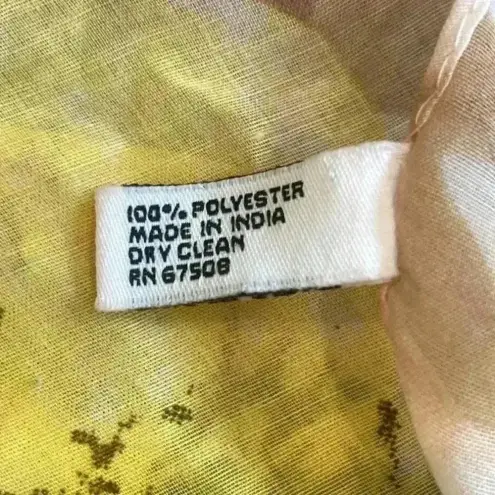 100% POLYESTER
MADE IN INDIA
DRY CLEAN
RN 67508